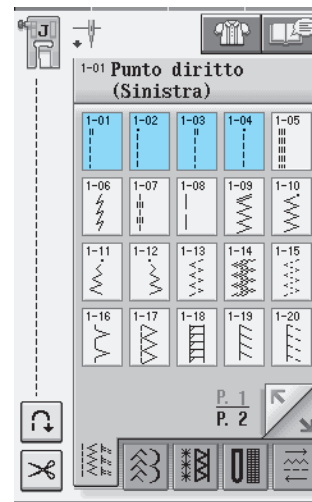 J
1-01 Punto diritto
(Sinistra)
1-01 1-02 1-03 1-04 1-05
1-06 1-07 1-08 1-09 1-10
1-11 1-12 1-13 1-14 1-15
1-16 1-17 1-18 1-19 1-20
P. 1
P. 2